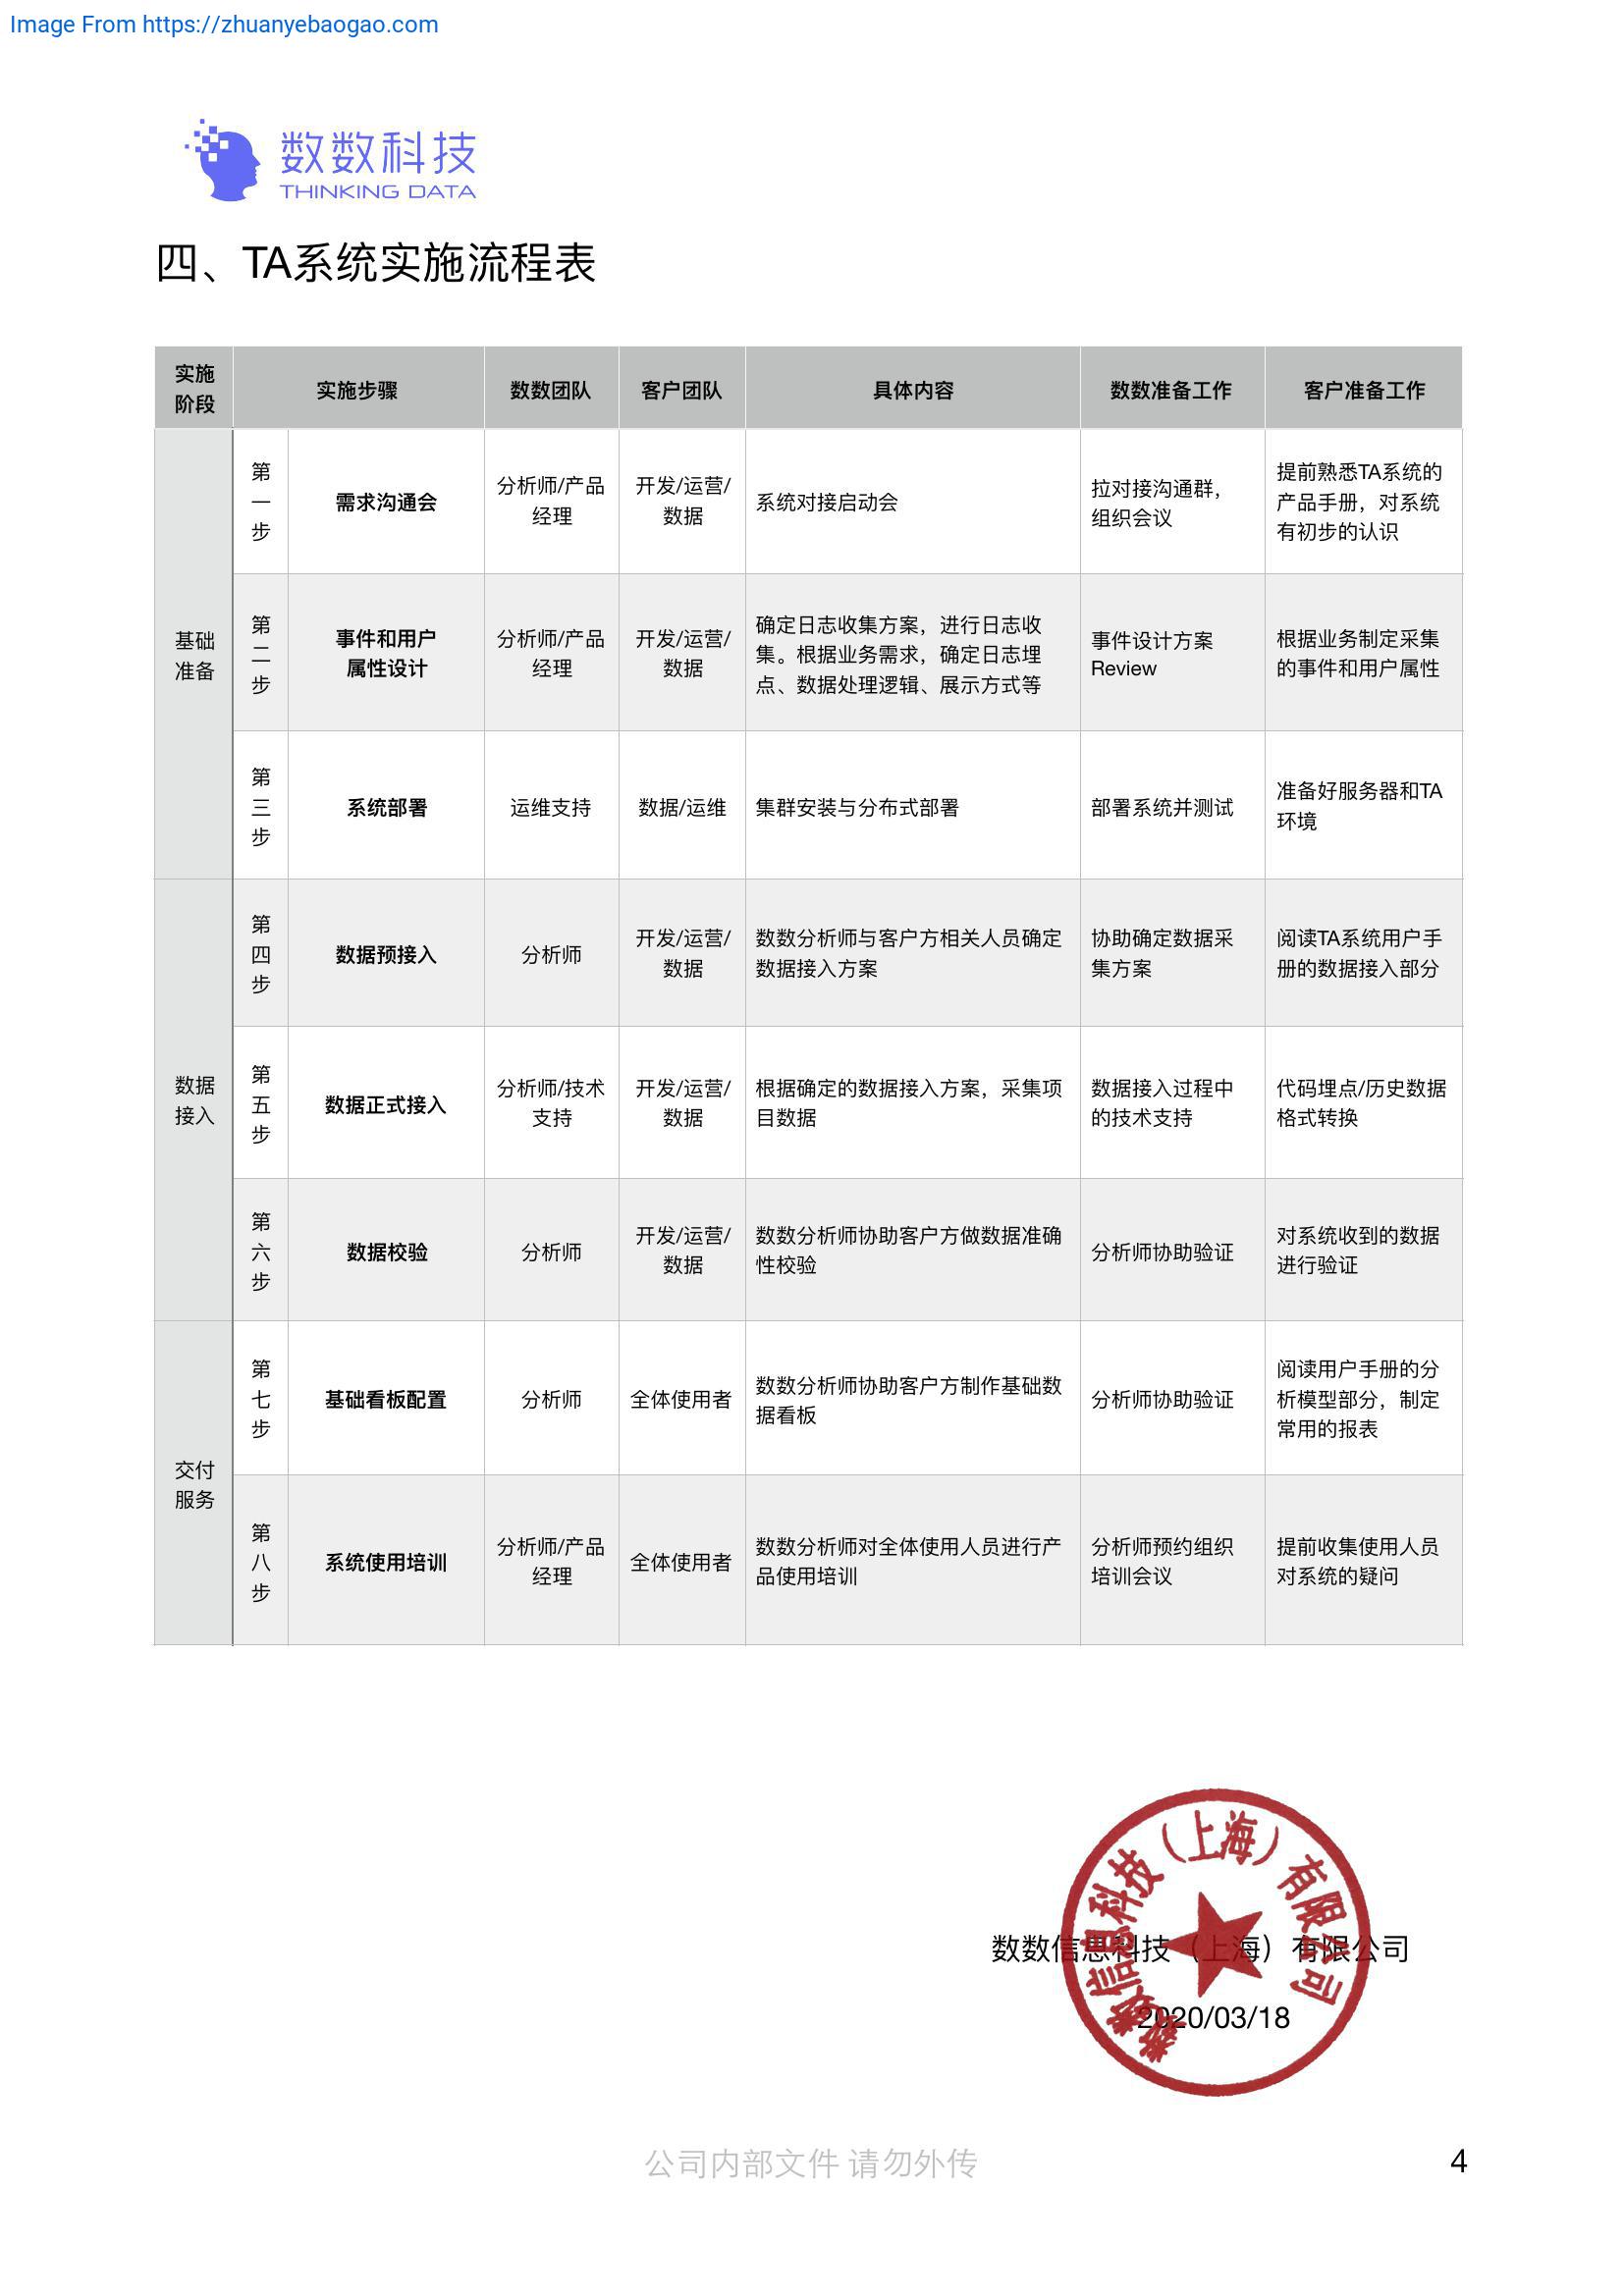 Image From https://zhuanyebaogao.com
数数科技
THINKING DATA
四、TA系统实施流程表
实施
阶段
实施步骤
数数团队
客户团队
具体内容
数数准备工作
客户准备工作
基础
准备
第
一
步
需求沟通会
分析师/产品
经理
开发/运营/
数据
系统对接启动会
拉对接沟通群，
组织会议
提前熟悉TA系统的
产品手册，对系统
有初步的认识
第
二
步
事件和用户
属性设计
分析师/产品
经理
开发/运营/
数据
确定日志收集方案，进行日志收
集。根据业务需求，确定日志埋
点、数据处理逻辑、展示方式等
事件设计方案
Review
根据业务制定采集
的事件和用户属性
第
三
步
系统部署
运维支持
数据/运维
集群安装与分布式部署
部署系统并测试
准备好服务器和TA
环境
数据
接入
第
四
步
数据预接入
分析师
开发/运营/
数据
数数分析师与客户方相关人员确定
数据接入方案
协助确定数据采
集方案
阅读TA系统用户手
册的数据接入部分
第
五
步
数据正式接入
分析师/技术
支持
开发/运营/
数据
根据确定的数据接入方案，采集项
目数据
数据接入过程中
的技术支持
代码埋点/历史数据
格式转换
第
六
步
数据校验
分析师
开发/运营/
数据
数数分析师协助客户方做数据准确
性校验
分析师协助验证
对系统收到的数据
进行验证
交付
服务
第
七
步
基础看板配置
分析师
全体使用者
数数分析师协助客户方制作基础数
据看板
分析师协助验证
阅读用户手册的分
析模型部分，制定
常用的报表
第
八
步
系统使用培训
分析师/产品
经理
全体使用者
数数分析师对全体使用人员进行产
品使用培训
分析师预约组织
培训会议
提前收集使用人员
对系统的疑问
数数信息科技（上海）有限公司
数数信息科技（上海）有限公司
2020/03/18
公司内部文件 请勿外传
4